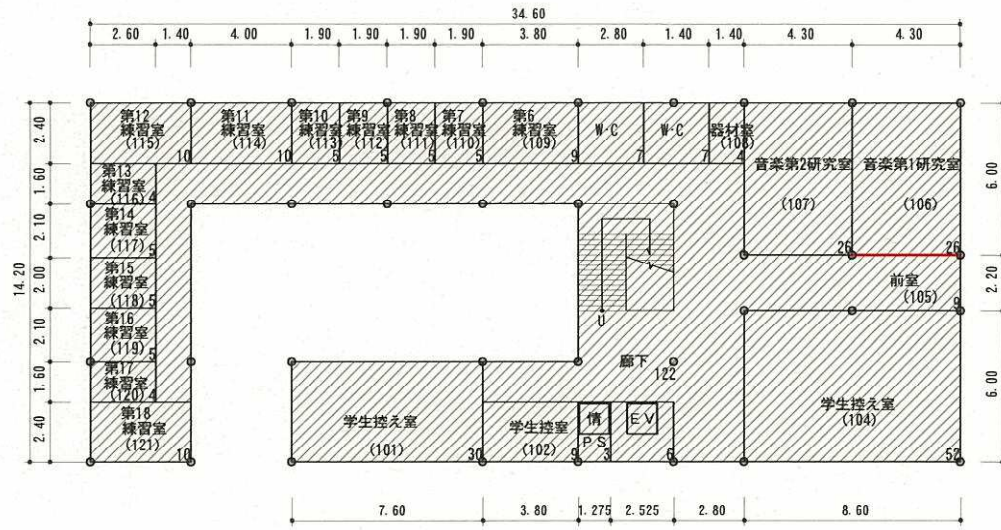 34.60
2.60 1.40 4.00 1.90 1.90 1.90 1.90 3.80 2.80 1.40 1.40 4.30 4.30
14.20
2.40
1.60
2.10
2.00
2.10
1.60
2.40
第12
練習室
(115)
10
第11
練習室
(114)
10
第10
練習室
(113)
5
第9
練習室
(112)
5
第8
練習室
(111)
5
第7
練習室
(110)
5
第6
練習室
(109)
9
W・C
7
W・C
7
器材室
(108)
4
音楽第2研究室
(107)
26
音楽第1研究室
(106)
26
第13
練習室
(116)
4
第14
練習室
(117)
5
第15
練習室
(118)
5
第16
練習室
(119)
5
第17
練習室
(120)
4
第18
練習室
(121)
10
U
廊下
122
前室
(105)
9
学生控え室
(101)
30
学生控室
(102)
9
情
PS
3
EV
6
学生控え室
(104)
52
6.00
2.20
6.00
7.60 3.80 1.275 2.525 2.80 8.60